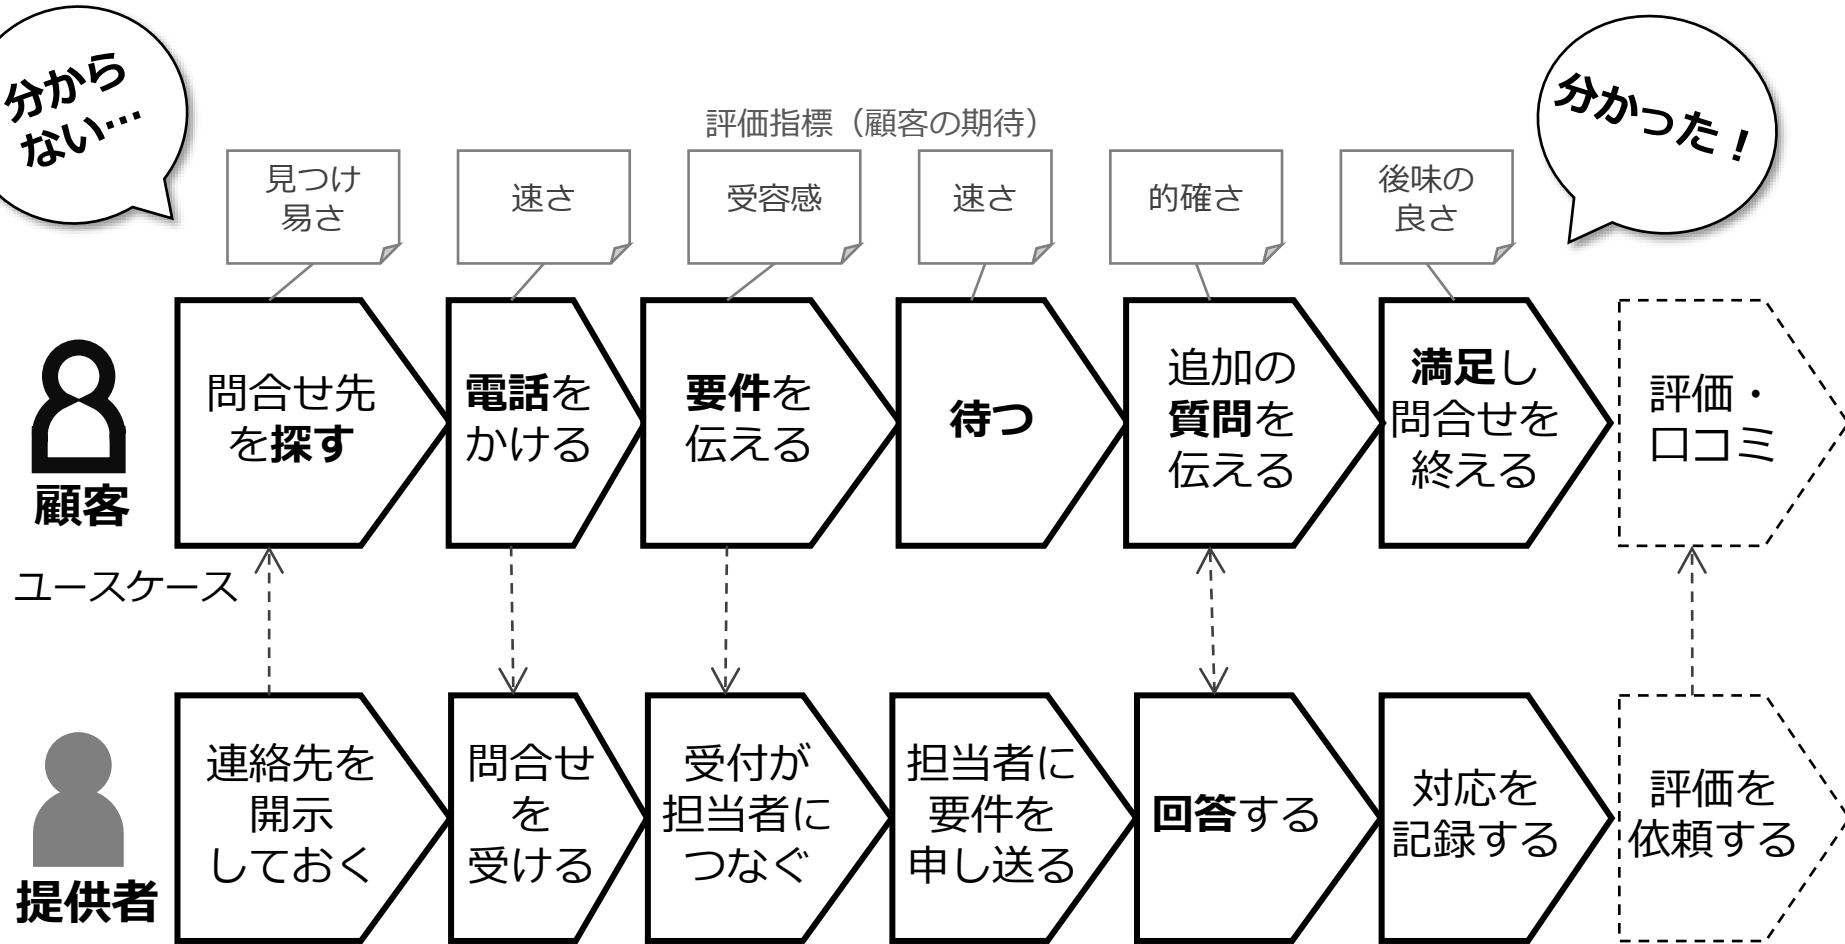 分から
ない…
分かった！
評価指標（顧客の期待）
見つけ
易さ
速さ
受容感
速さ
的確さ
後味の
良さ
顧客
問合せ先
を探す
電話を
かける
要件を
伝える
待つ
追加の
質問を
伝える
満足し
問合せを
終える
評価・
口コミ
ユースケース
提供者
連絡先を
開示
しておく
問合せ
を
受ける
受付が
担当者に
つなぐ
担当者に
要件を
申し送る
回答する
対応を
記録する
評価を
依頼する